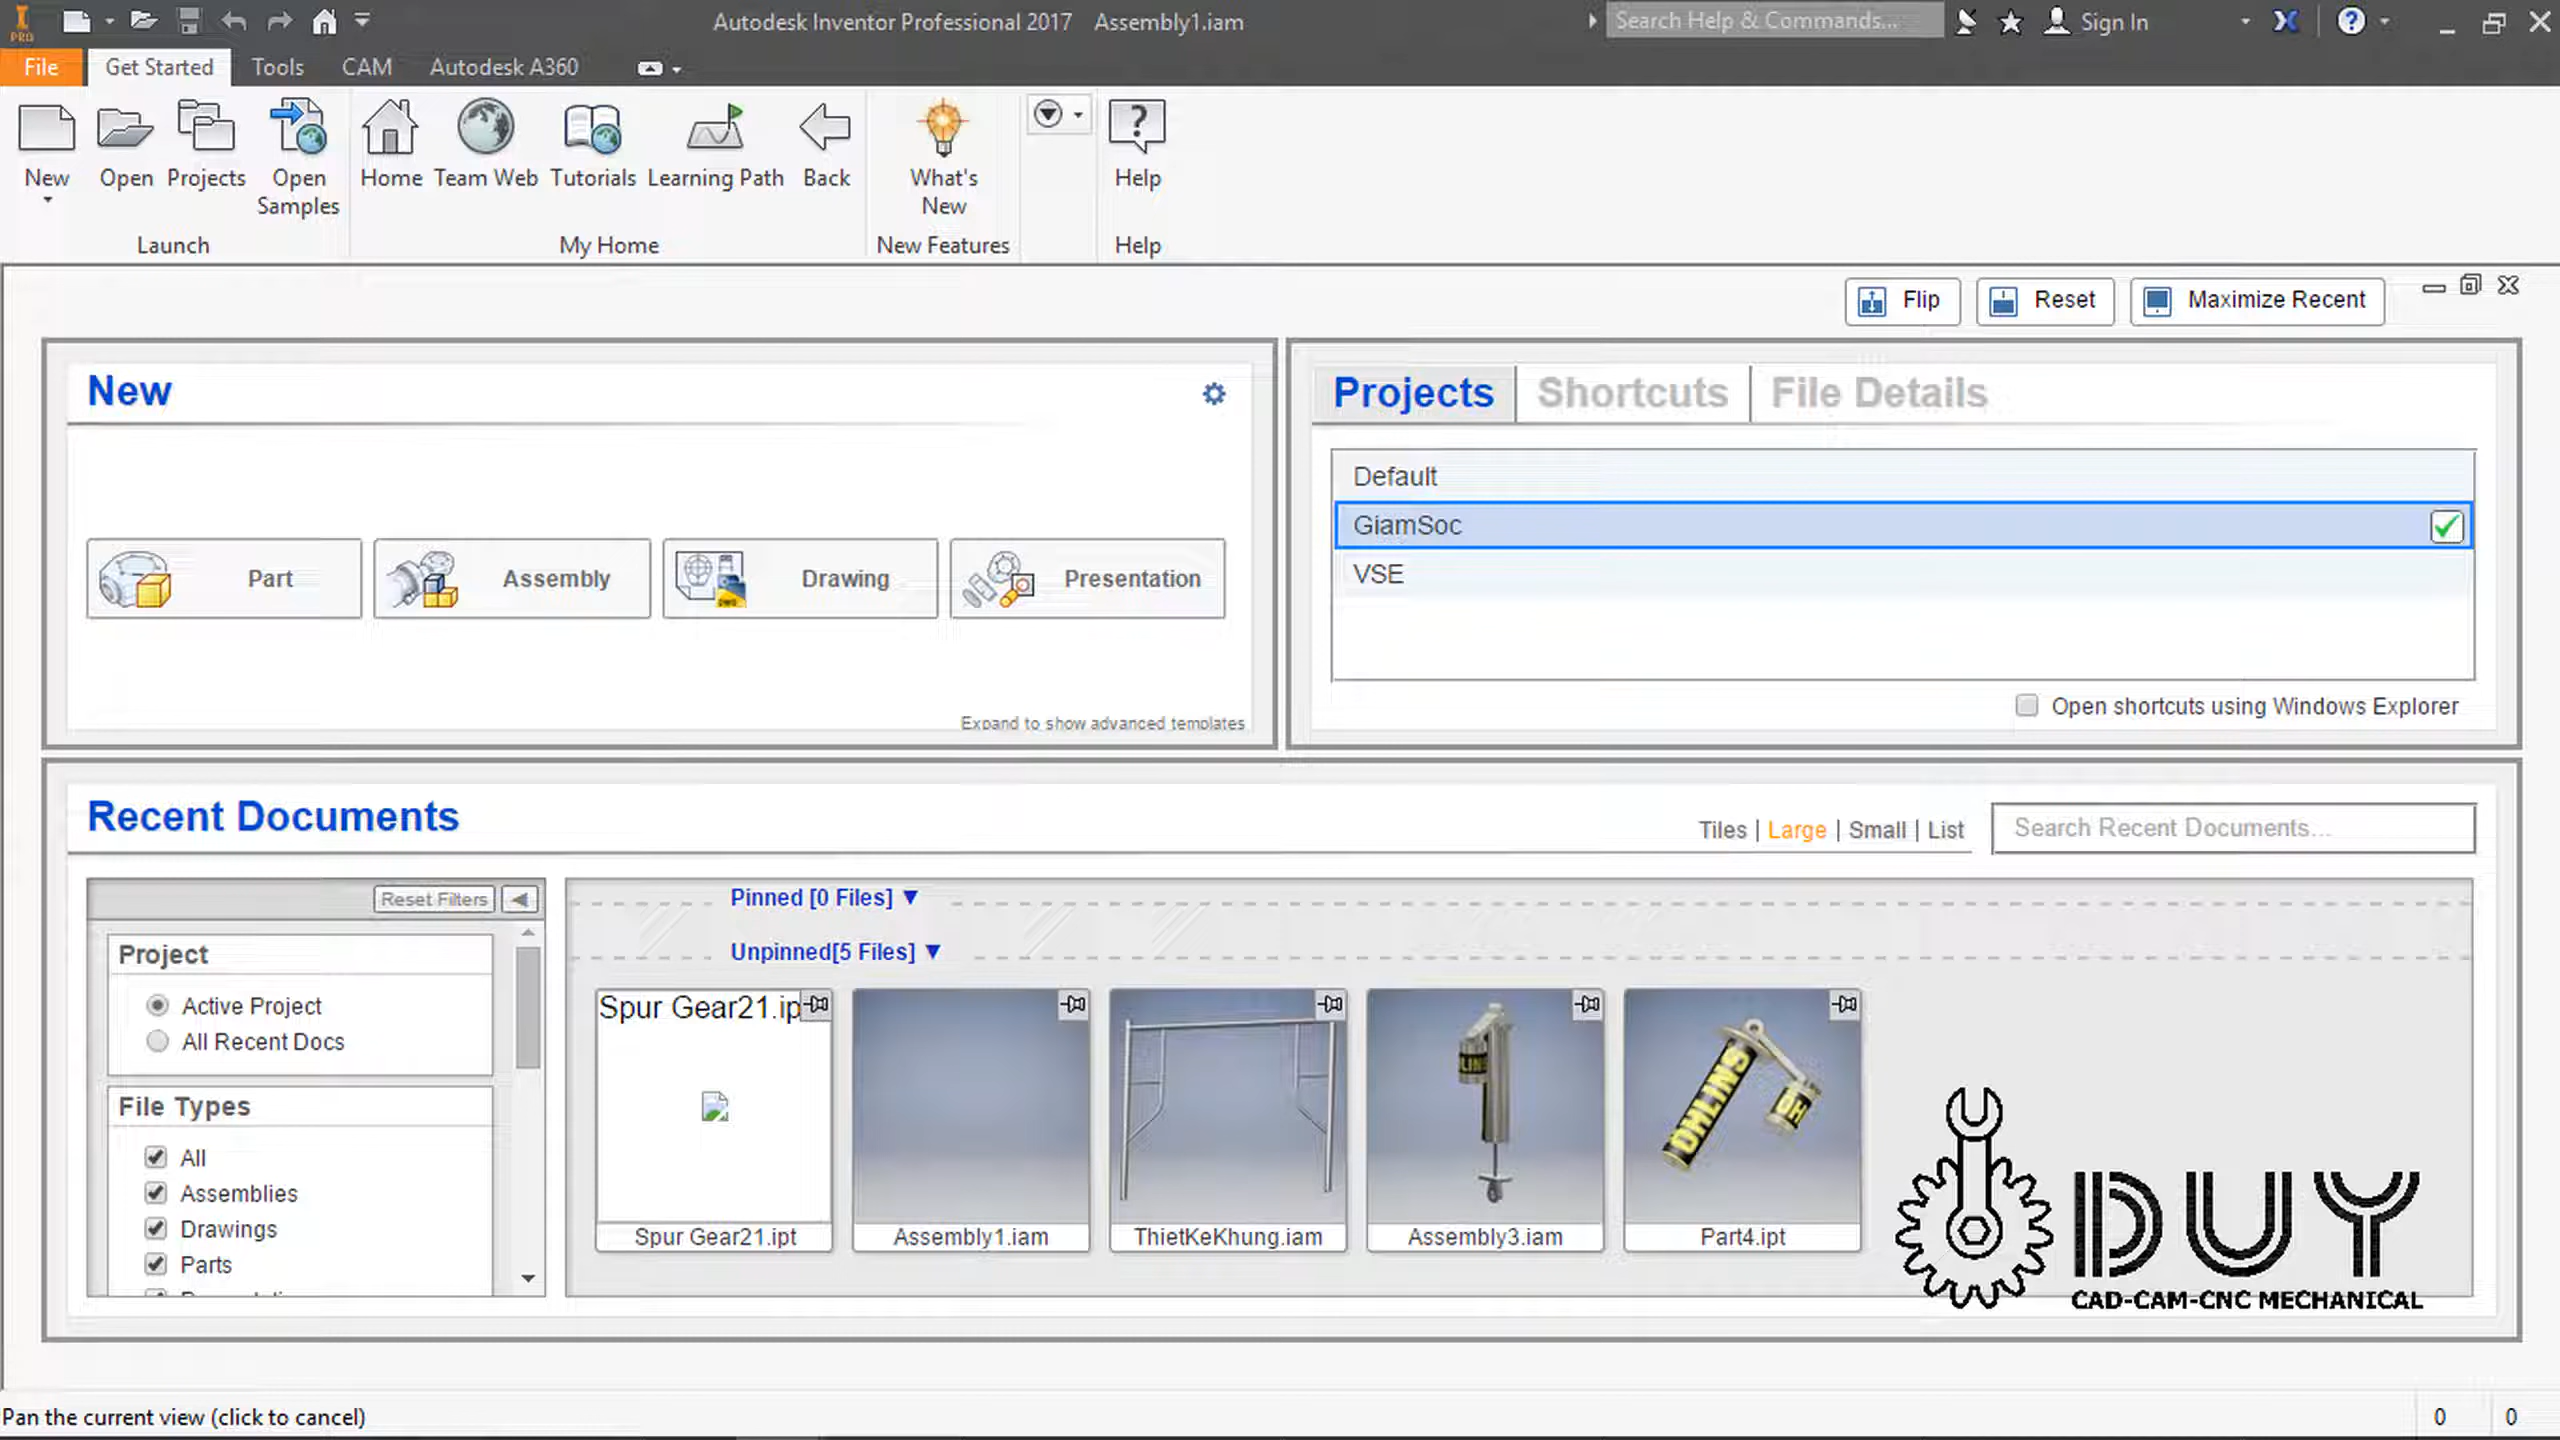 PRO
Autodesk Inventor Professional 2017 Assembly1.iam
Search Help & Commands...
Sign In
File
Get Started
Tools
CAM
Autodesk A360
New
Open
Projects
Open
Samples
Home
Team Web
Tutorials
Learning Path
Back
What's
New
Help
Launch
My Home
New Features
Help
Flip
Reset
Maximize Recent
New
Part
Assembly
Drawing
Presentation
Expand to show advanced templates
Projects
Shortcuts
File Details
Default
GiamSoc
VSE
Open shortcuts using Windows Explorer
Recent Documents
Tiles | Large | Small | List
Search Recent Documents...
Reset Filters
Project
Active Project
All Recent Docs
File Types
All
Assemblies
Drawings
Parts
Pinned [0 Files]
Unpinned[5 Files]
Spur Gear21.ip
Spur Gear21.ipt
Assembly1.iam
ThietKeKhung.iam
Assembly3.iam
OHLINS
OH
Part4.ipt
DUY
CAD-CAM-CNC MECHANICAL
Pan the current view (click to cancel)
0 0